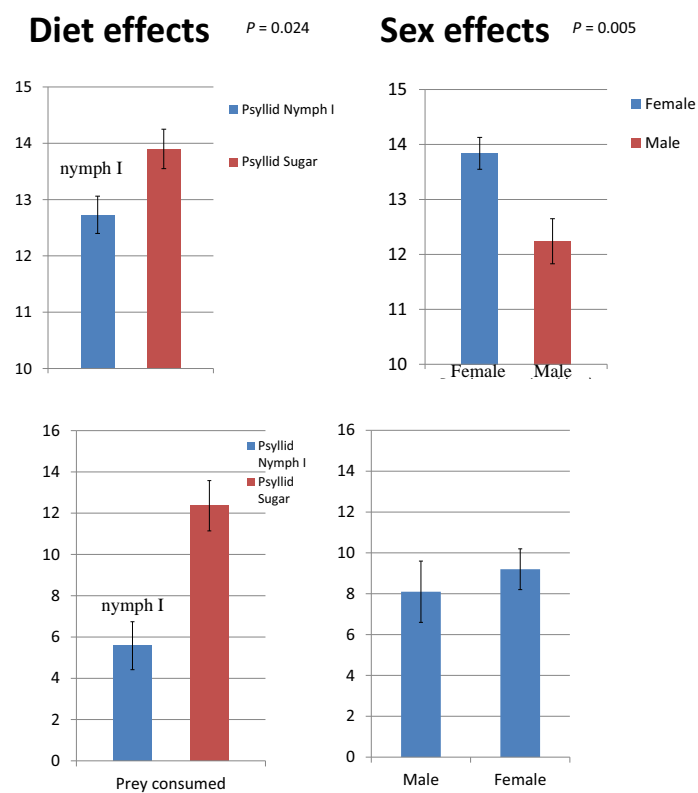 Diet effects P = 0.024
Sex effects P = 0.005
15
14
13
12
11
10
nymph I
Psyllid Nymph I
Psyllid Sugar
15
14
13
12
11
10
Female
Male
Female Male
16
14
12
10
8
6
4
2
0
nymph I
Psyllid
Nymph I
Psyllid
Sugar
Prey consumed
16
14
12
10
8
6
4
2
0
Male Female